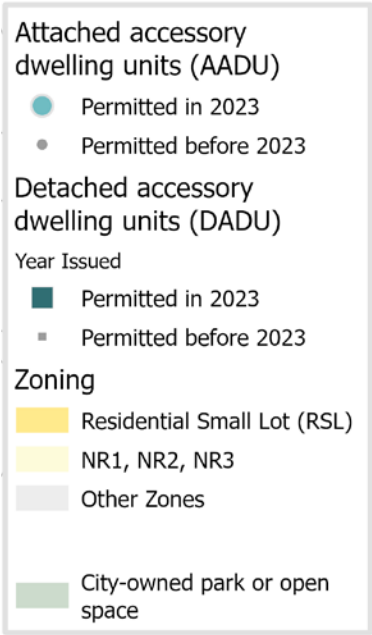 Attached accessory
dwelling units (AADU)
Permitted in 2023
Permitted before 2023
Detached accessory
dwelling units (DADU)
Year Issued
Permitted in 2023
Permitted before 2023
Zoning
Residential Small Lot (RSL)
NR1, NR2, NR3
Other Zones
City-owned park or open
space